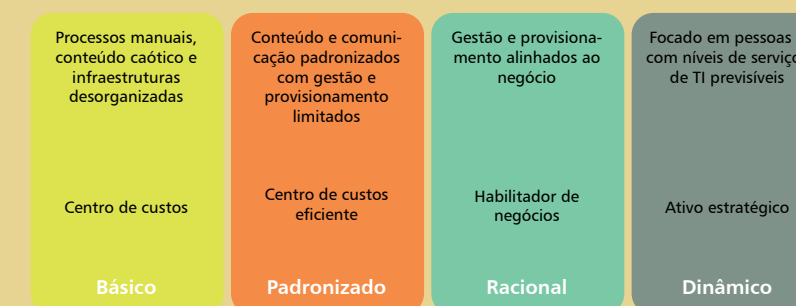 Processos manuais,
conteúdo caótico e
infraestruturas
desorganizadas
Centro de custos
Básico
Conteúdo e comuni-
cação padronizados
com gestão e
provisionamento
limitados
Centro de custos
eficiente
Padronizado
Gestão e provisiona-
mento alinhados ao
negócio
Habilitador de
negócios
Racional
Focado em pessoas
com níveis de serviço
de TI previsíveis
Ativo estratégico
Dinâmico